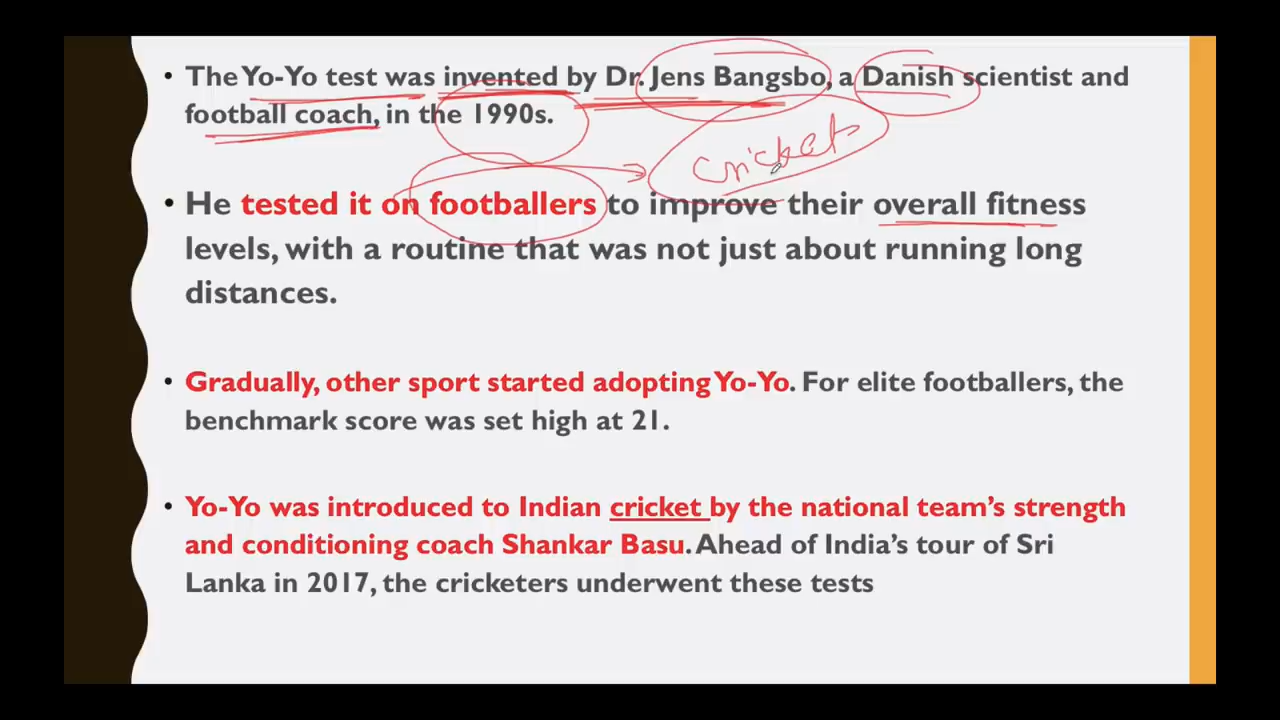 • The Yo-Yo test was invented by Dr. Jens Bangsbo, a Danish scientist and
football coach, in the 1990s.
cricket
• He tested it on footballers to improve their overall fitness
levels, with a routine that was not just about running long
distances.
• Gradually, other sport started adopting Yo-Yo. For elite footballers, the
benchmark score was set high at 21.
• Yo-Yo was introduced to Indian cricket by the national team's strength
and conditioning coach Shankar Basu. Ahead of India's tour of Sri
Lanka in 2017, the cricketers underwent these tests